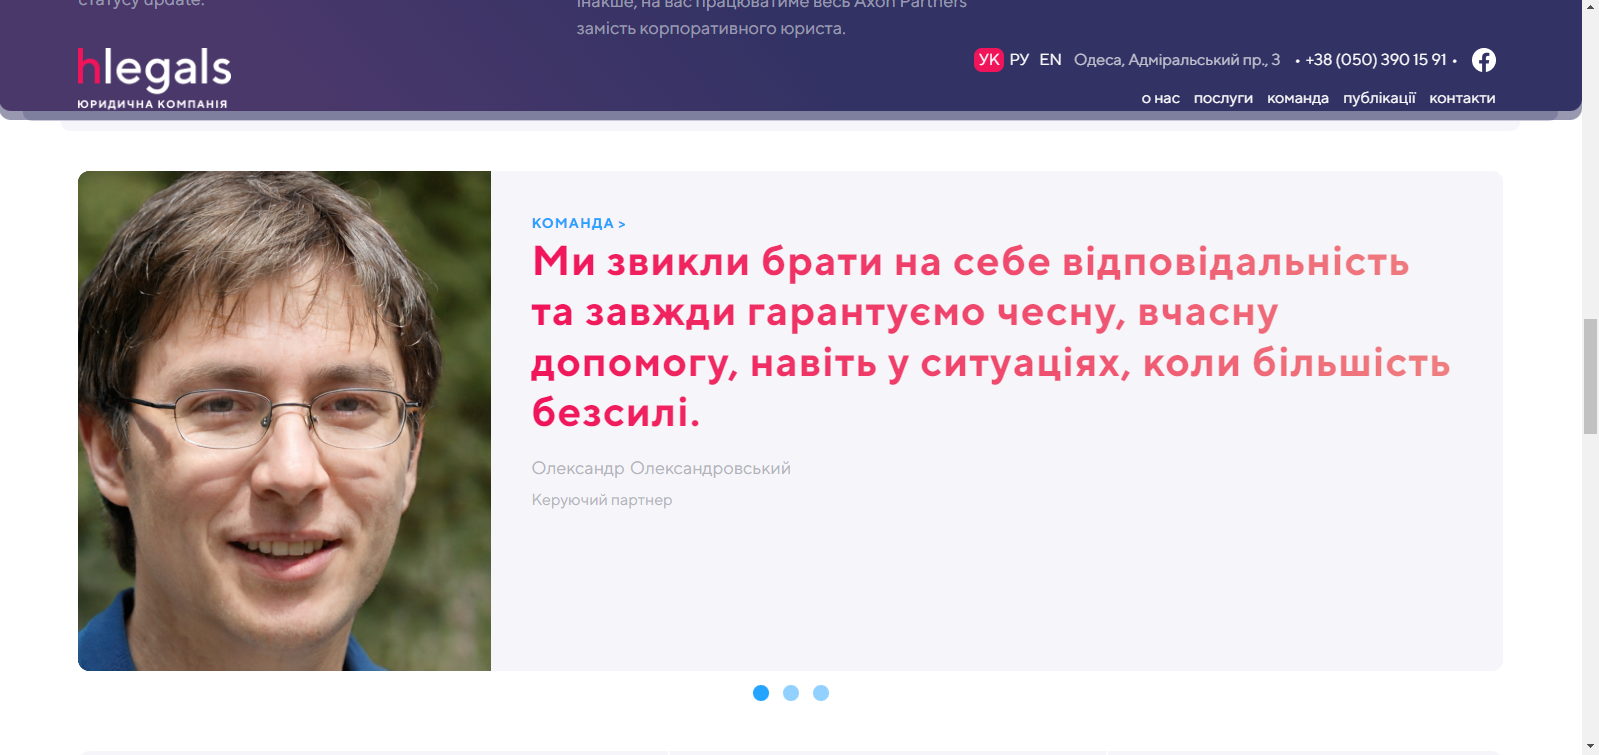 статусу update.
інакше, на вас працюватиме весь Axon Partners
замість корпоративного юриста.
hlegals
ЮРИДИЧНА КОМПАНІЯ
УК РУ EN Одеса, Адміральський пр., 3 • +38 (050) 390 15 91 •
о нас послуги команда публікації контакти
КОМАНДА >
Ми звикли брати на себе відповідальність
та завжди гарантуємо чесну, вчасну
допомогу, навіть у ситуаціях, коли більшість
безсилі.
Олександр Олександровський
Керуючий партнер